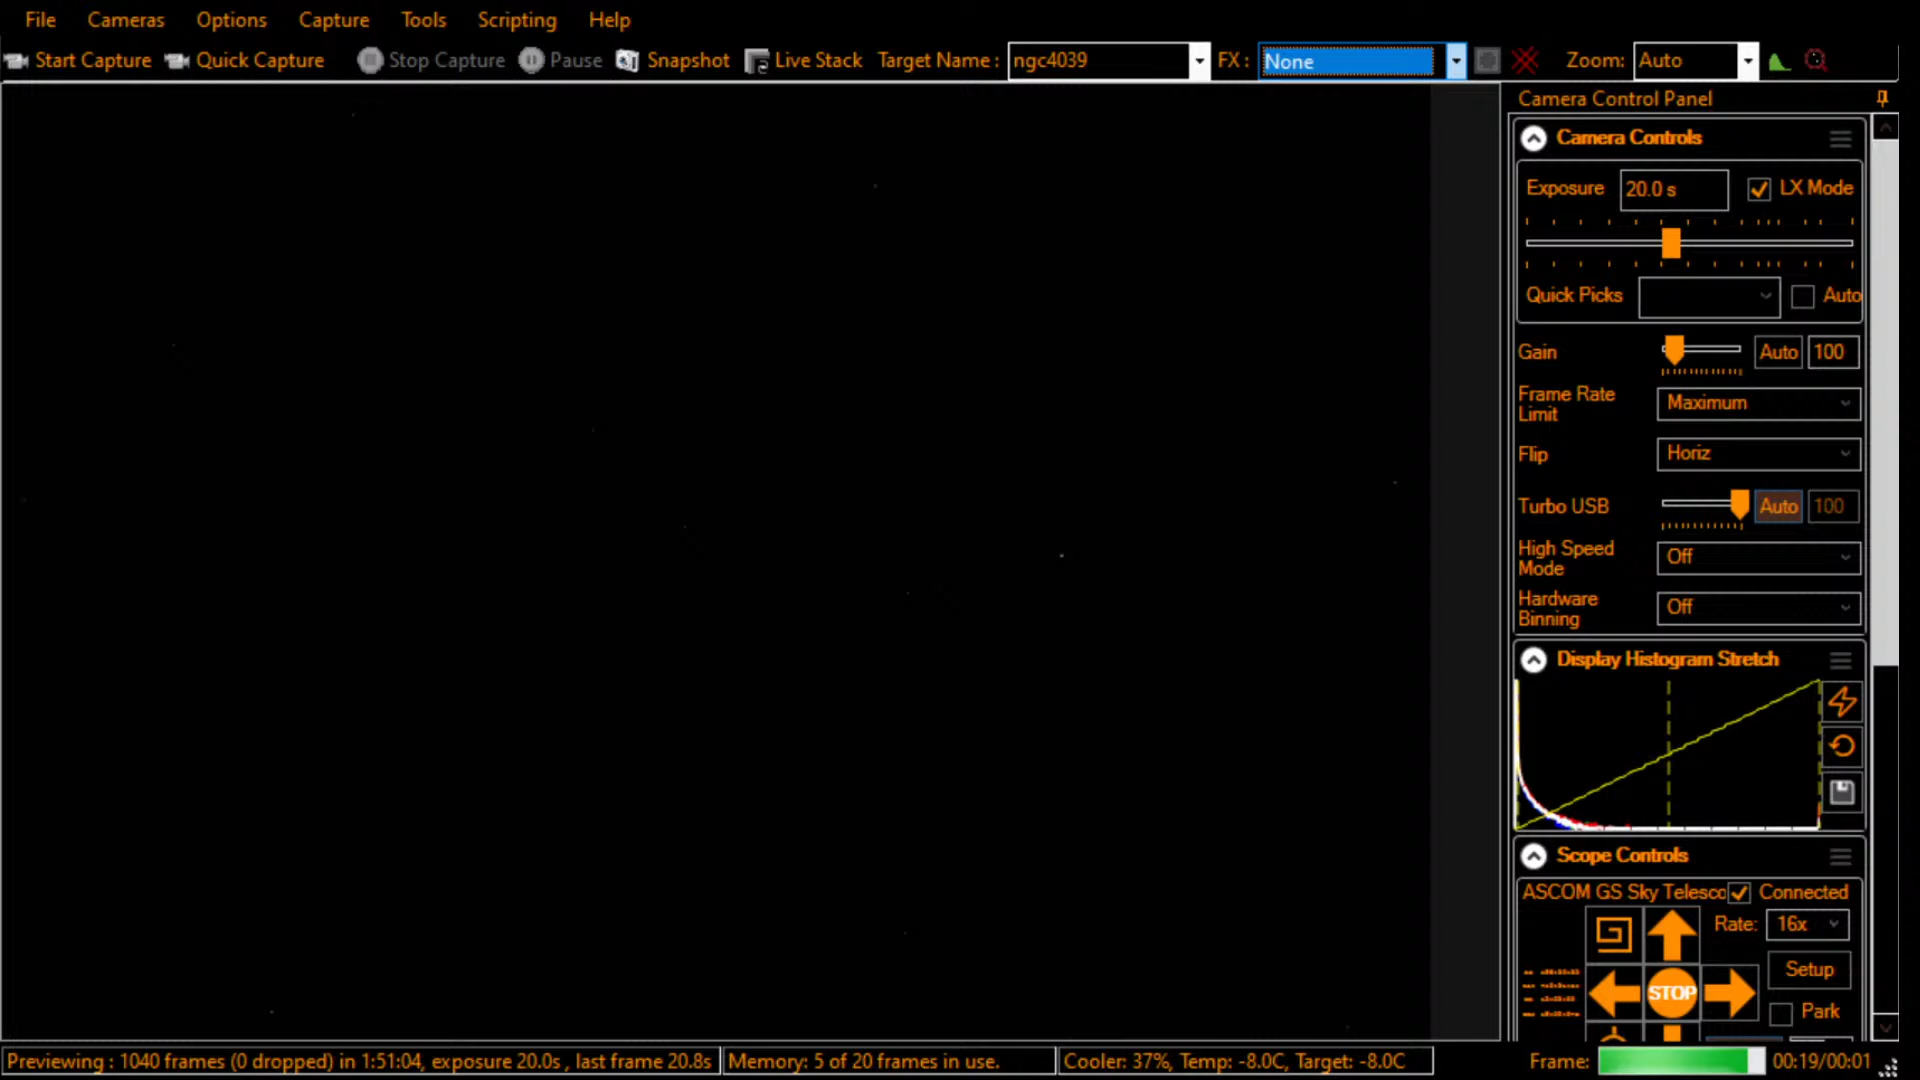 File Cameras Options Capture Tools Scripting Help
Start Capture Quick Capture Stop Capture Pause Snapshot Live Stack Target Name : ngc4039 FX : None Zoom: Auto
Camera Control Panel
Camera Controls
Exposure 20.0 s LX Mode
Quick Picks Auto
Gain Auto 100
Frame Rate
Limit Maximum
Flip Horiz
Turbo USB Auto 100
High Speed
Mode Off
Hardware
Binning Off
Display Histogram Stretch
Scope Controls
ASCOM GS Sky Telesco Connected
Rate: 16x
Setup
STOP
Park
Previewing : 1040 frames (0 dropped) in 1:51:04, exposure 20.0s , last frame 20.8s Memory: 5 of 20 frames in use. Cooler: 37%, Temp: -8.0C, Target: -8.0C Frame: 00:19/00:01